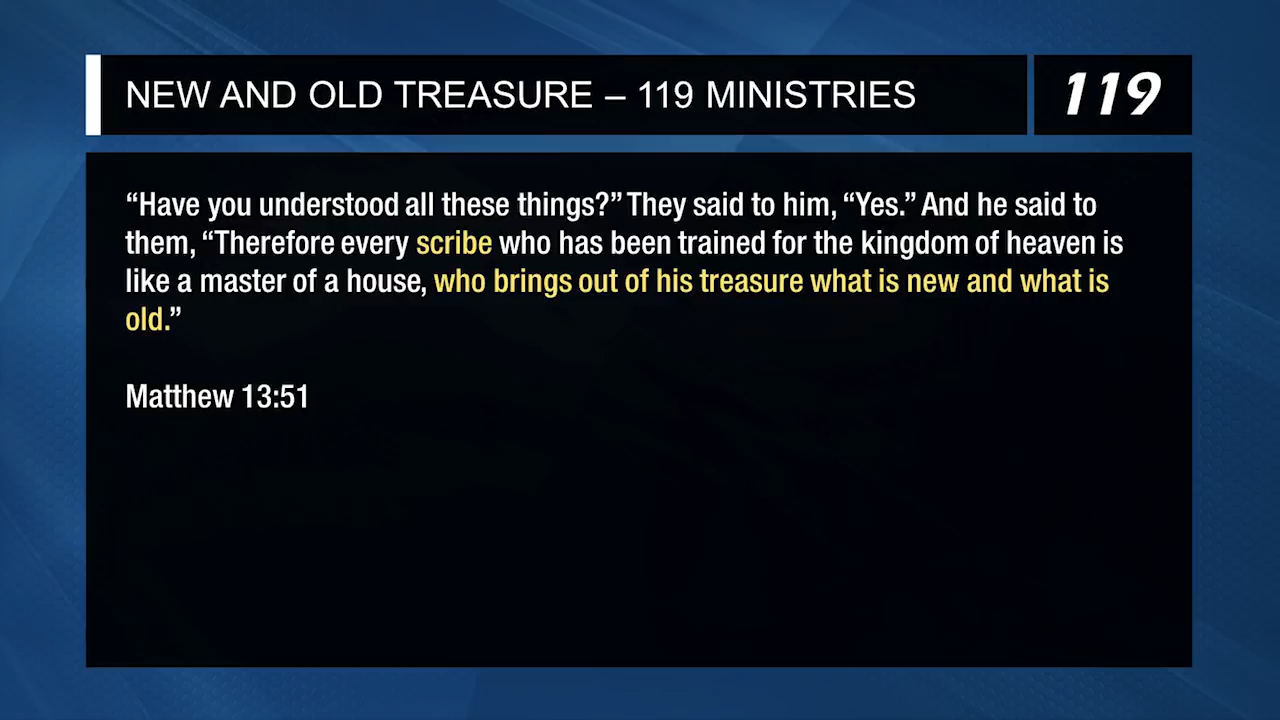 NEW AND OLD TREASURE – 119 MINISTRIES
119
“Have you understood all these things?” They said to him, “Yes.” And he said to
them, “Therefore every scribe who has been trained for the kingdom of heaven is
like a master of a house, who brings out of his treasure what is new and what is
old.”
Matthew 13:51